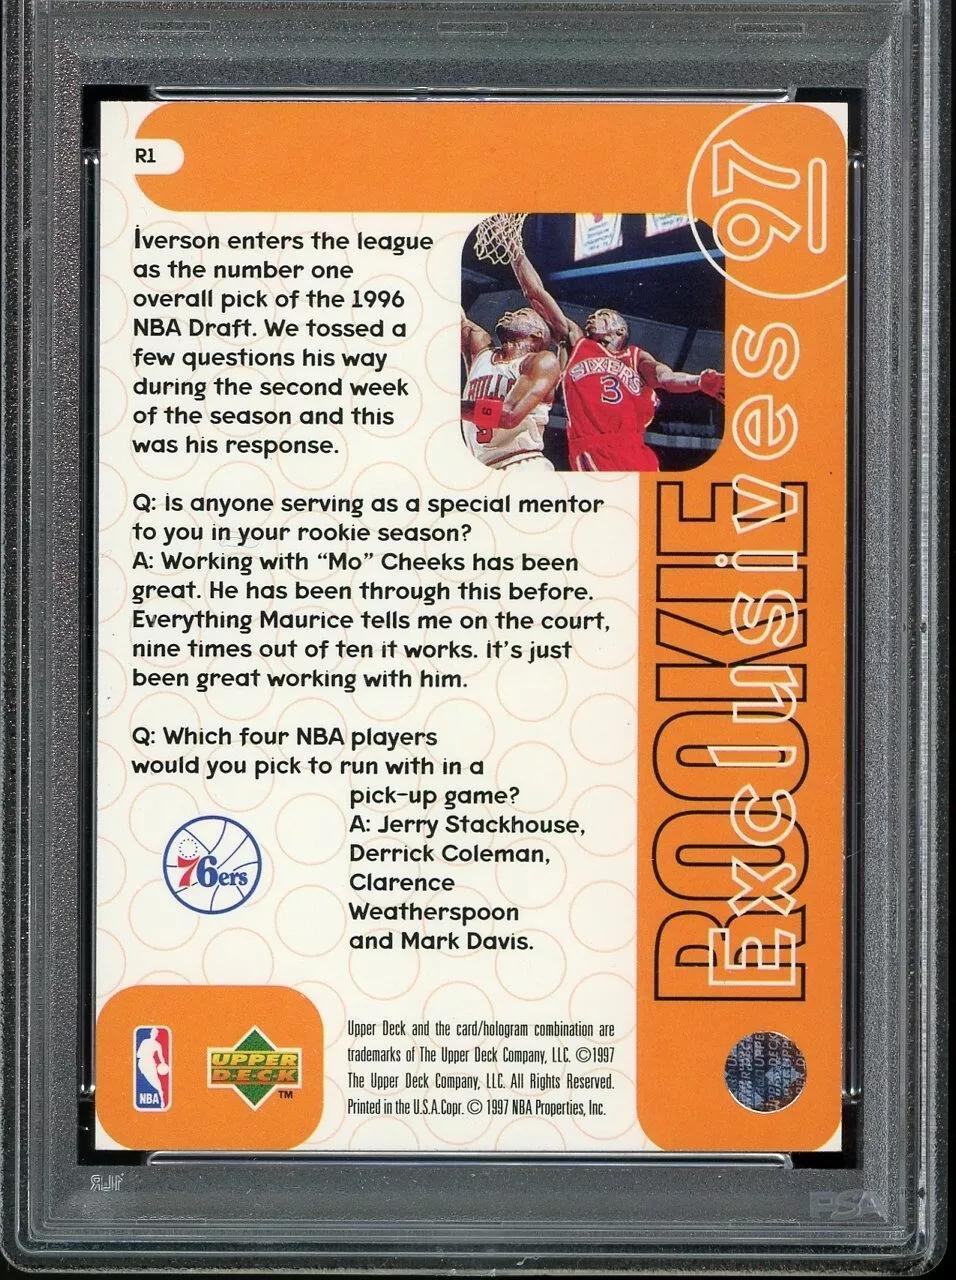 R1
Iverson enters the league
as the number one
overall pick of the 1996
NBA Draft. We tossed a
few questions his way
during the second week
of the season and this
was his response.
Q: Is anyone serving as a special mentor
to you in your rookie season?
A: Working with “Mo” Cheeks has been
great. He has been through this before.
Everything Maurice tells me on the court,
nine times out of ten it works. It’s just
been great working with him.
Q: Which four NBA players
would you pick to run with in a
pick-up game?
A: Jerry Stackhouse,
Derrick Coleman,
Clarence
Weatherspoon
and Mark Davis.
SIXERS
3
BULLS
ROOKIE
Exclusives 97
76ers
NBA
UPPER
DECK
TM
Upper Deck and the card/hologram combination are
trademarks of The Upper Deck Company, LLC. ©1997
The Upper Deck Company, LLC. All Rights Reserved.
Printed in the U.S.A.Copr. © 1997 NBA Properties, Inc.
PSA